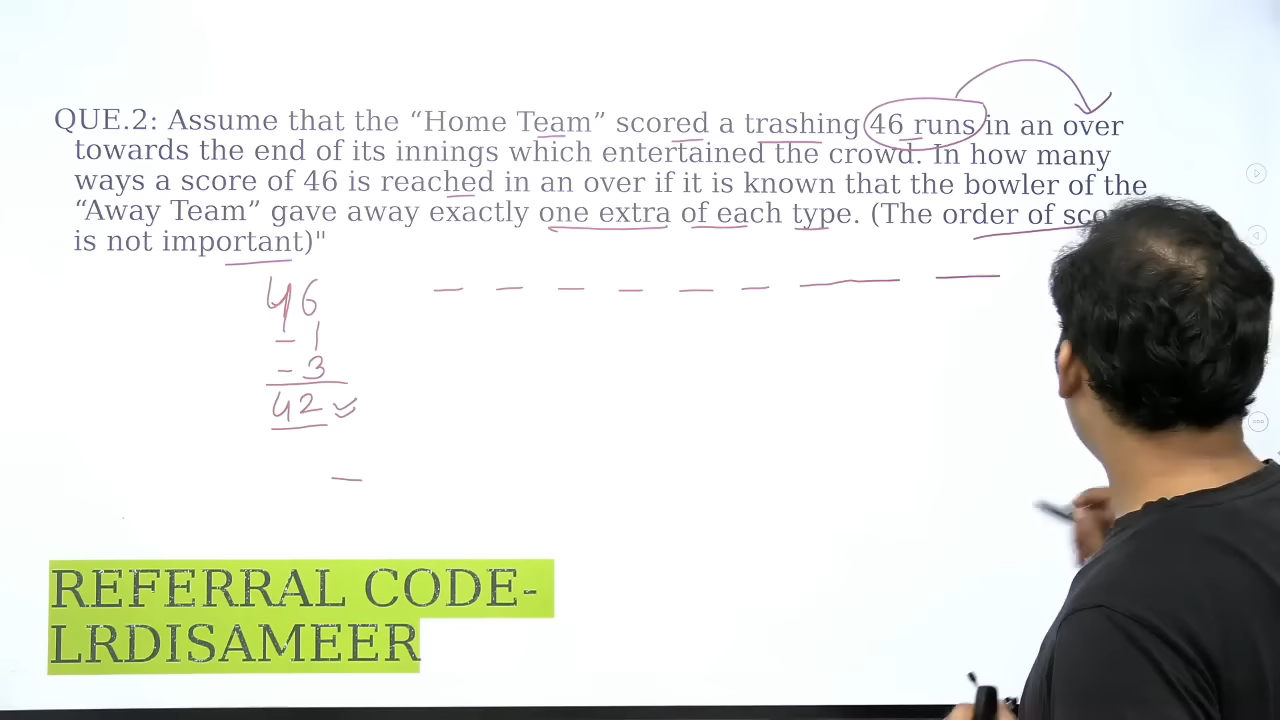 QUE.2: Assume that the “Home Team” scored a trashing 46 runs in an over
towards the end of its innings which entertained the crowd. In how many
ways a score of 46 is reached in an over if it is known that the bowler of the
“Away Team” gave away exactly one extra of each type. (The order of
is not important)"
46
- 1
- 3
42
REFERRAL CODE-
LRDISAMEER